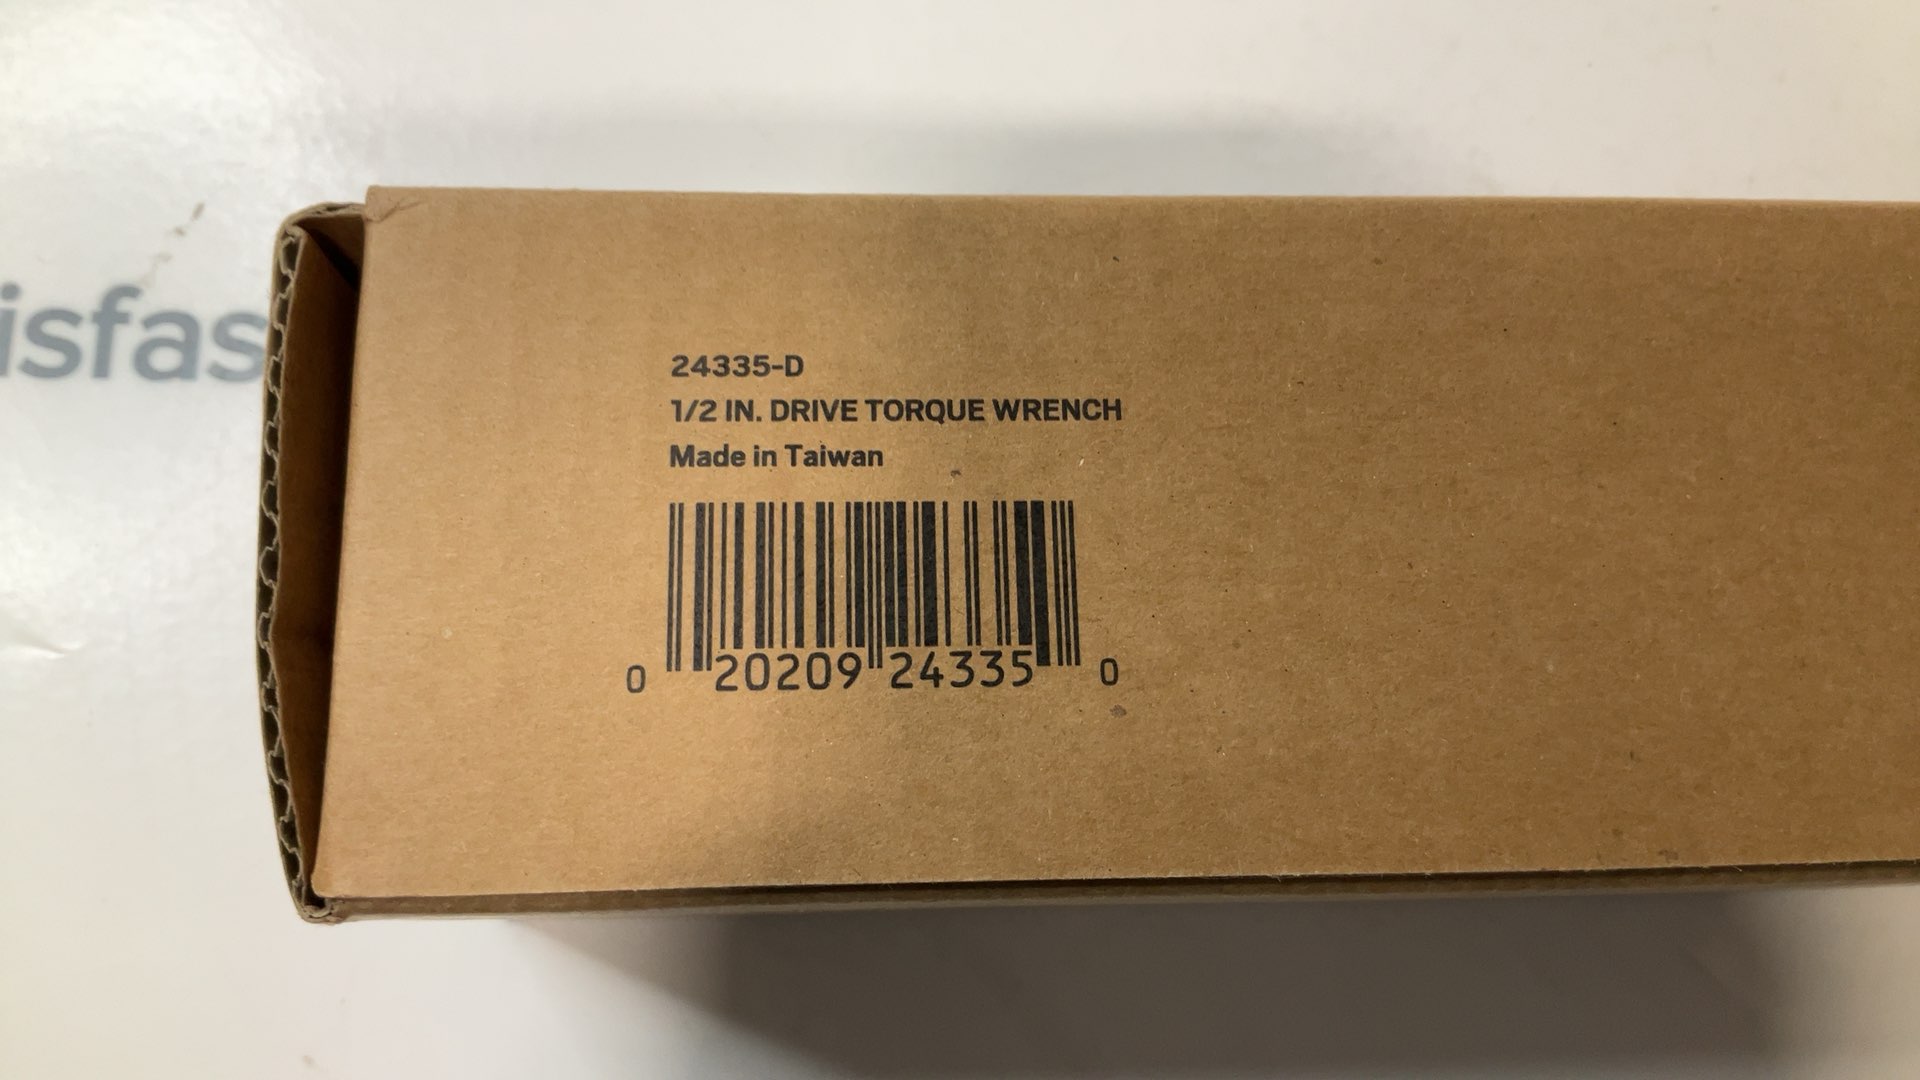 isfas
24335-D
1/2 IN. DRIVE TORQUE WRENCH
Made in Taiwan
0 20209 24335 0